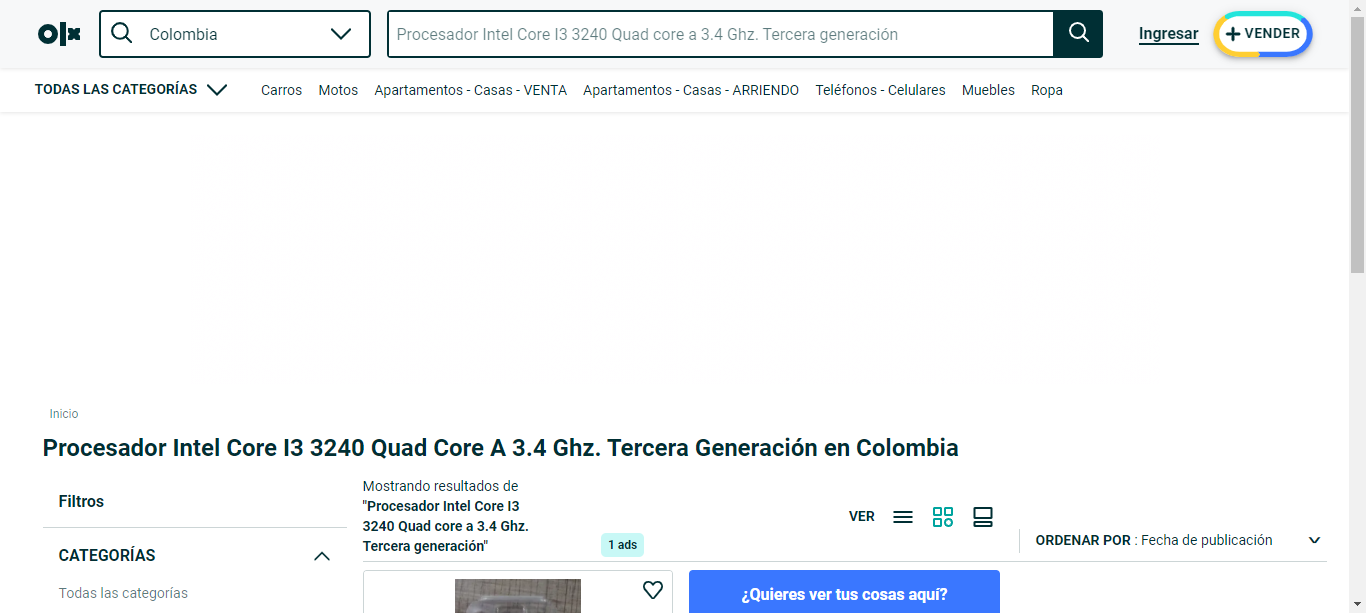 olx
Colombia
Procesador Intel Core I3 3240 Quad core a 3.4 Ghz. Tercera generación
Ingresar
VENDER
TODAS LAS CATEGORÍAS
Carros
Motos
Apartamentos - Casas - VENTA
Apartamentos - Casas - ARRIENDO
Teléfonos - Celulares
Muebles
Ropa
Inicio
Procesador Intel Core I3 3240 Quad Core A 3.4 Ghz. Tercera Generación en Colombia
Filtros
CATEGORÍAS
Todas las categorías
Mostrando resultados de
"Procesador Intel Core I3
3240 Quad core a 3.4 Ghz.
Tercera generación"
1 ads
VER
ORDENAR POR : Fecha de publicación
¿Quieres ver tus cosas aquí?